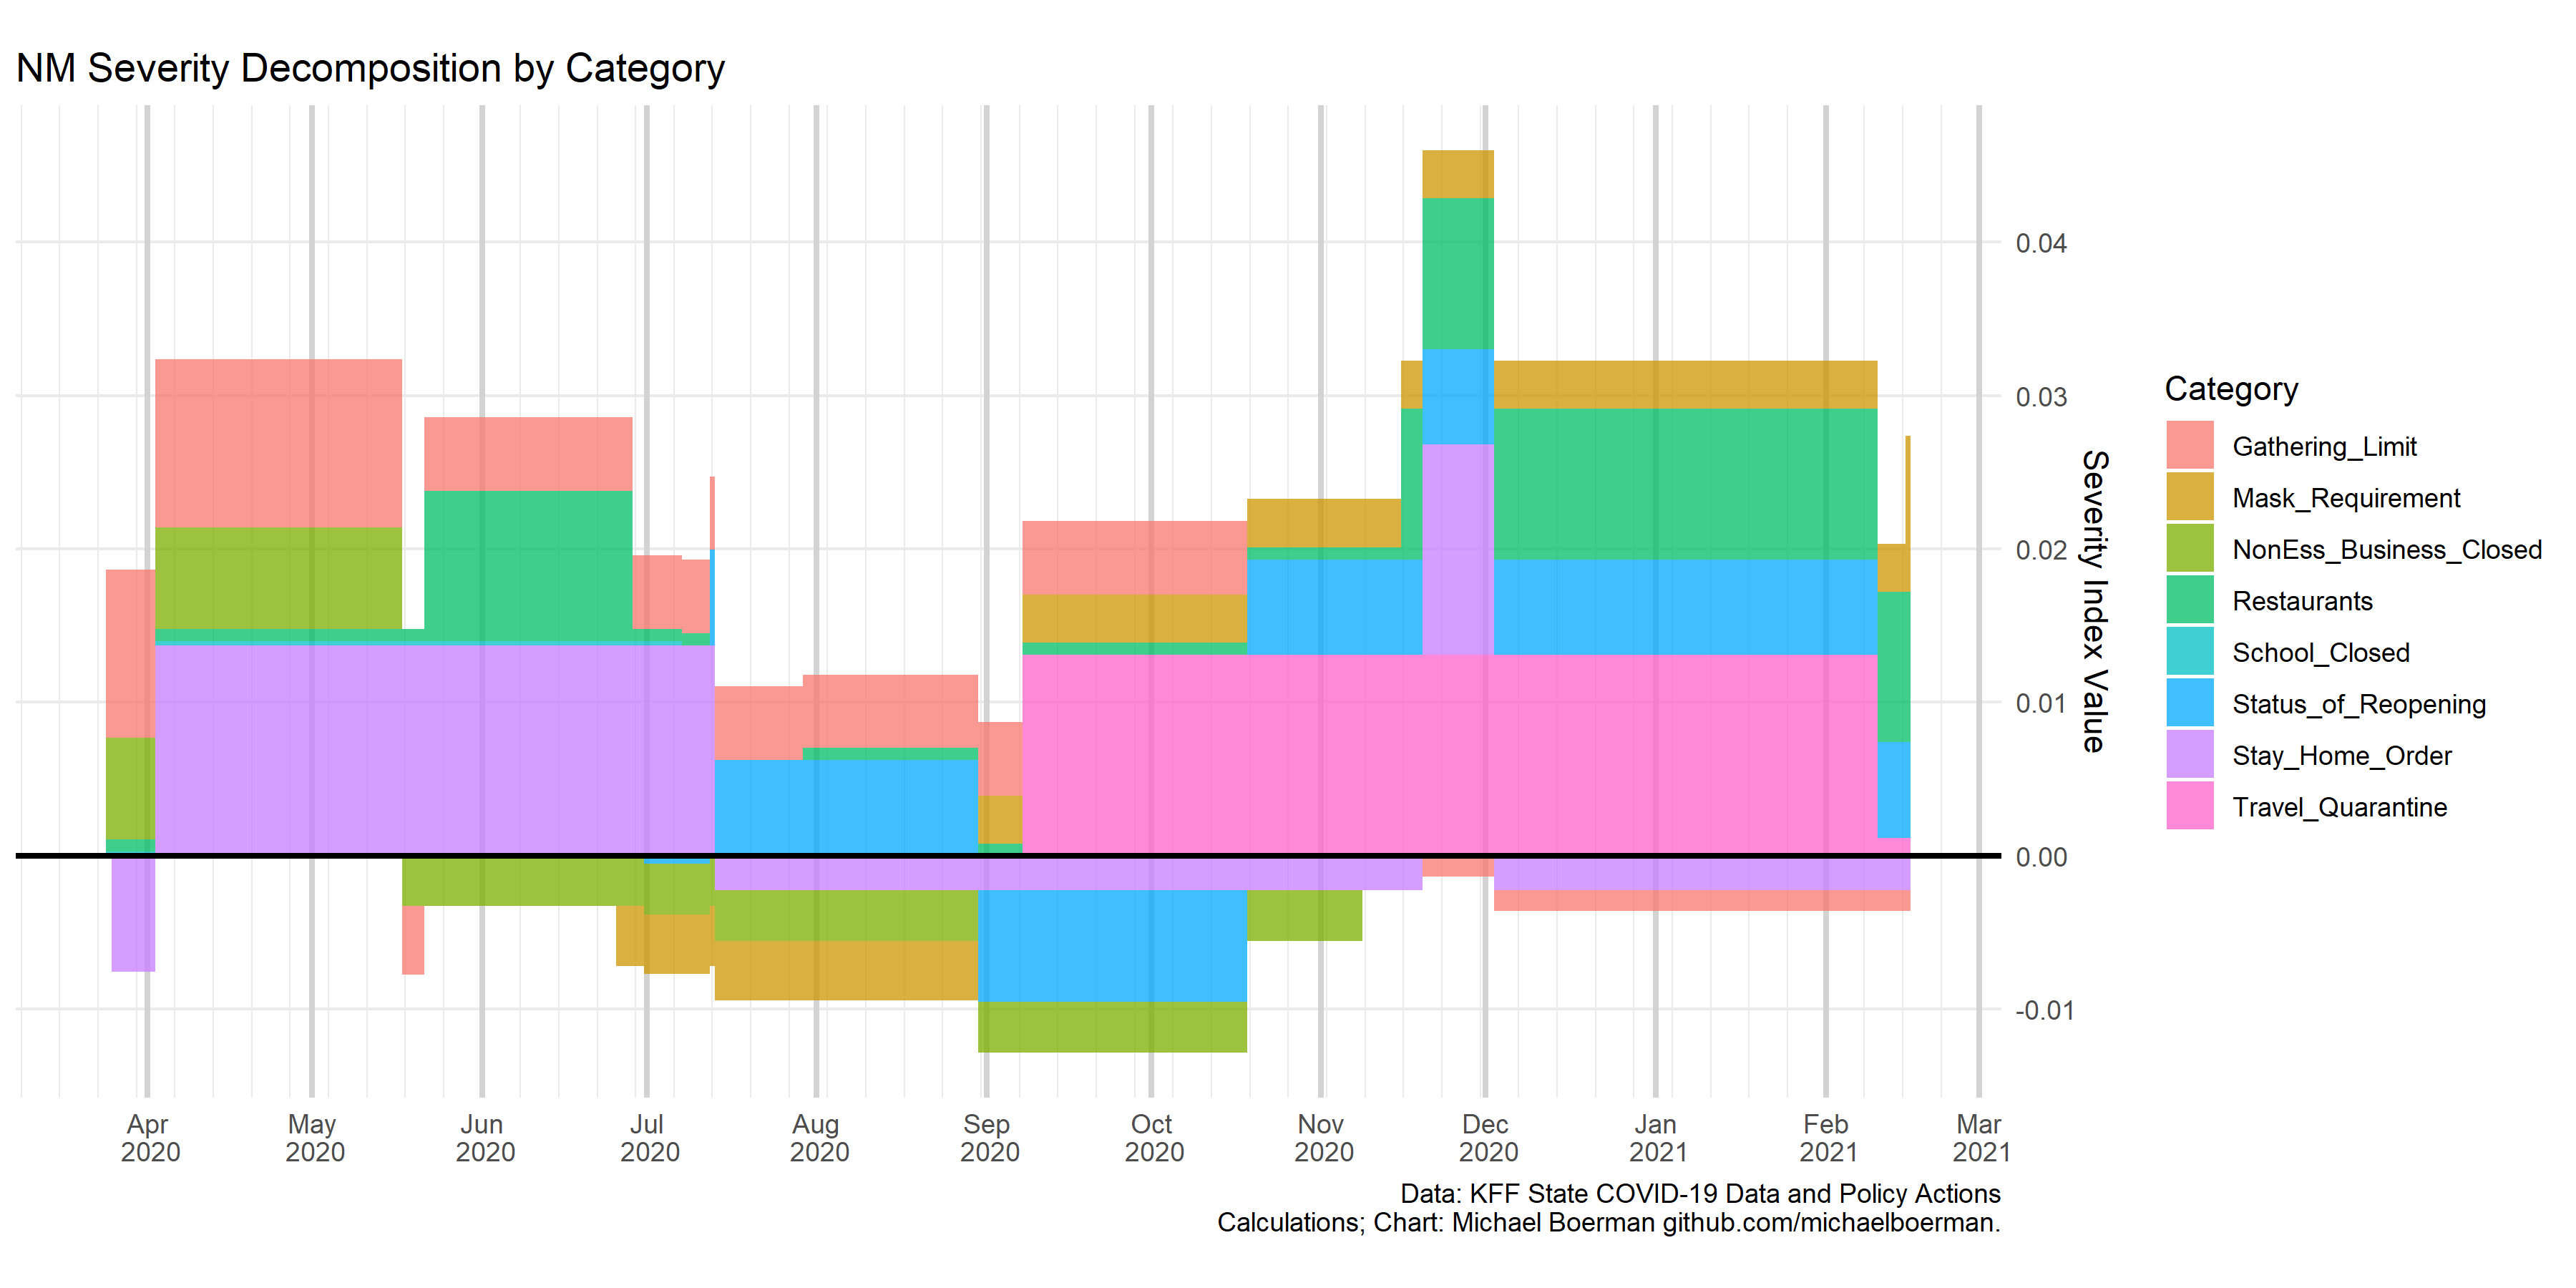 NM Severity Decomposition by Category
0.04
0.03
0.02
0.01
0.00
-0.01
Severity Index Value
Category
Gathering_Limit
Mask_Requirement
NonEss_Business_Closed
Restaurants
School_Closed
Status_of_Reopening
Stay_Home_Order
Travel_Quarantine
Apr May Jun Jul Aug Sep Oct Nov Dec Jan Feb Mar
2020 2020 2020 2020 2020 2020 2020 2020 2020 2021 2021 2021
Data: KFF State COVID-19 Data and Policy Actions
Calculations; Chart: Michael Boerman github.com/michaelboerman.